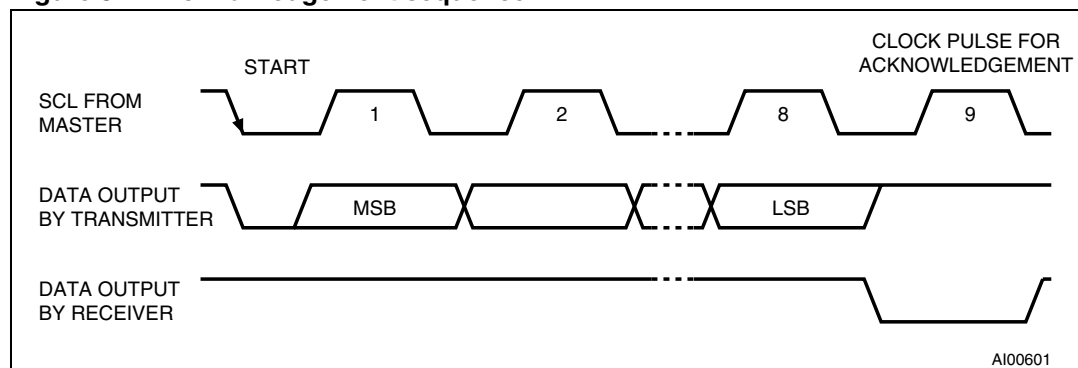 START
CLOCK PULSE FOR
ACKNOWLEDGEMENT
SCL FROM
MASTER
1
2
8
9
DATA OUTPUT
BY TRANSMITTER
MSB
LSB
DATA OUTPUT
BY RECEIVER
AI00601